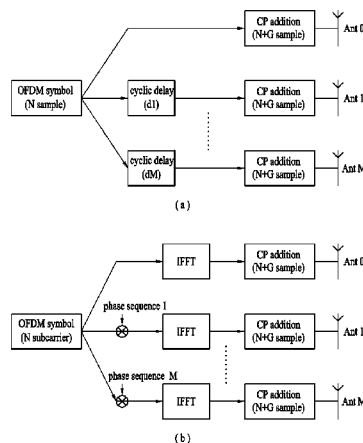 CP addition
(N+G sample)
Ant 0
OFDM symbol
(N sample)
cyclic delay
(d1)
CP addition
(N+G sample)
Ant 1
cyclic delay
(dM)
CP addition
(N+G sample)
Ant M
( a )
IFFT
CP addition
(N+G sample)
Ant 0
phase sequence 1
OFDM symbol
(N subcarrier)
IFFT
CP addition
(N+G sample)
Ant 1
phase sequence M
IFFT
CP addition
(N+G sample)
Ant M
( b )